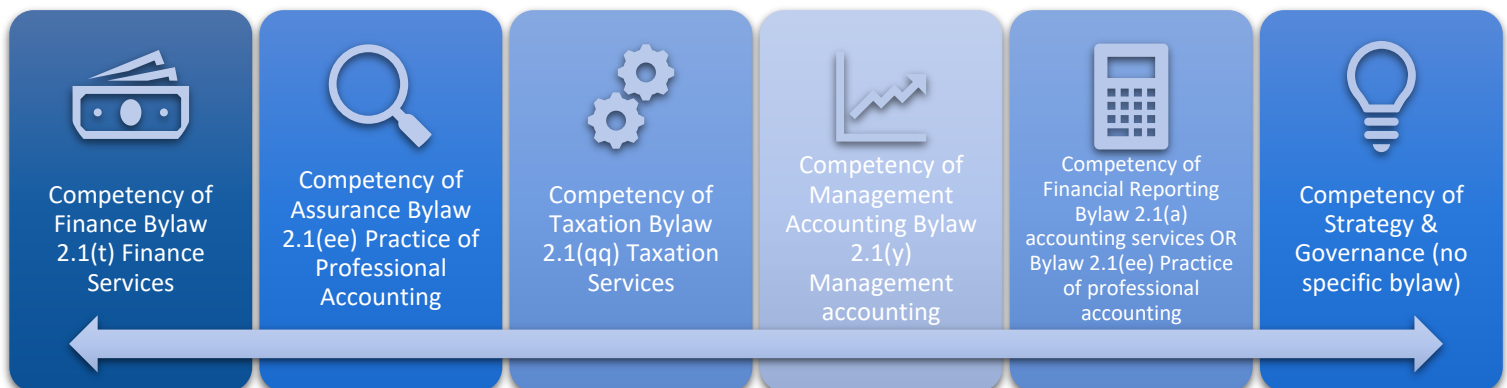 Competency of
Finance Bylaw
2.1(t) Finance
Services
Competency of
Assurance Bylaw
2.1(ee) Practice of
Professional
Accounting
Competency of
Taxation Bylaw
2.1(qq) Taxation
Services
Competency of
Management
Accounting Bylaw
2.1(y)
Management
accounting
Competency of
Financial Reporting
Bylaw 2.1(a)
accounting services OR
Bylaw 2.1(ee) Practice
of professional
accounting
Competency of
Strategy &
Governance (no
specific bylaw)